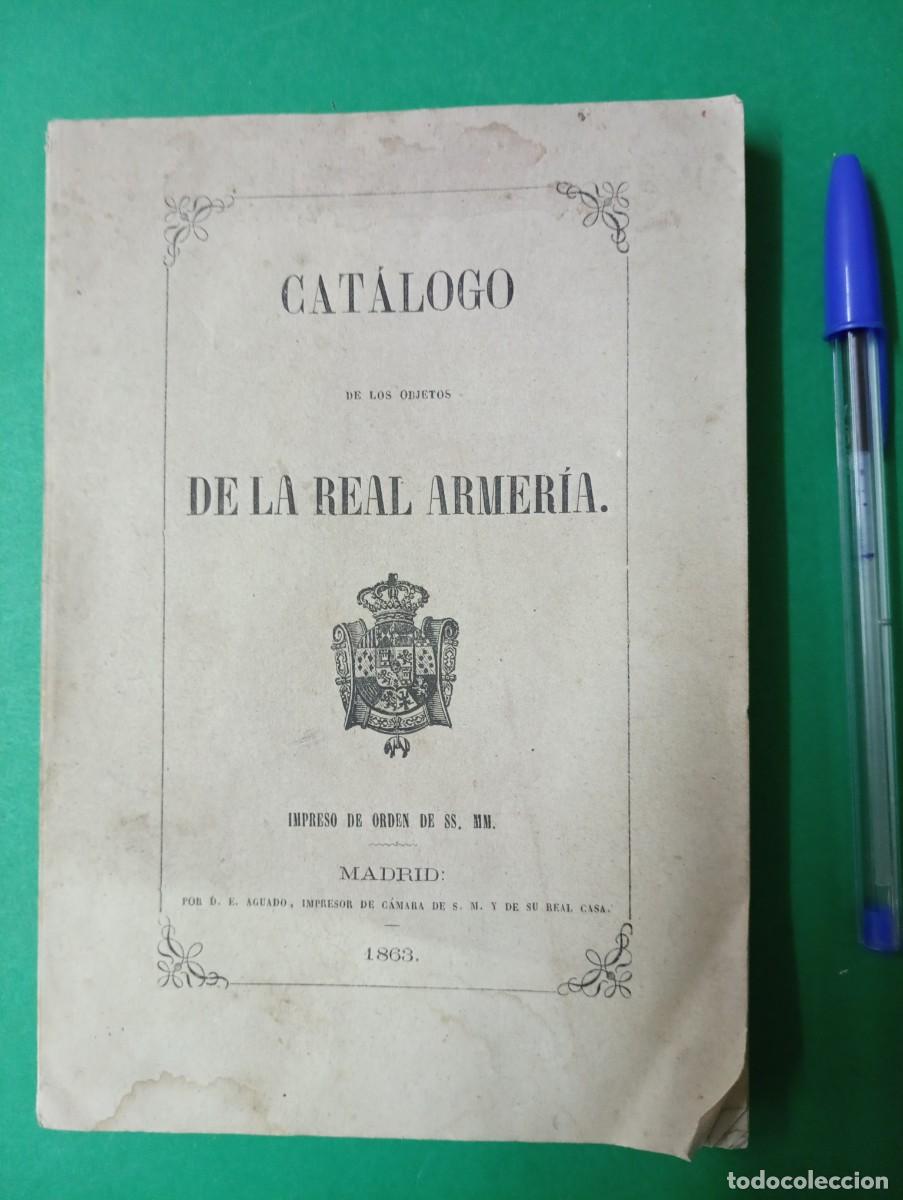 CATÁLOGO
DE LOS OBJETOS
DE LA REAL ARMERÍA.
IMPRESO DE ORDEN DE SS. MM.
MADRID:
POR D. E. AGUADO, IMPRESOR DE CÁMARA DE S. M. Y DE SU REAL CASA.
1863.
todocoleccion